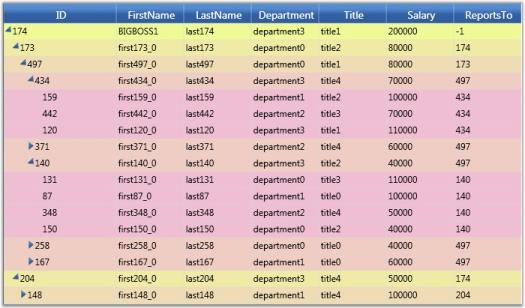 ID FirstName LastName Department Title Salary ReportsTo
174 BIGBOSS1 last174 department3 title1 200000 -1
173 first173_0 last173 department0 title2 80000 174
497 first497_0 last497 department0 title1 80000 173
434 first434_0 last434 department3 title4 70000 497
159 first159_0 last159 department1 title2 100000 434
442 first442_0 last442 department2 title3 70000 434
120 first120_0 last120 department3 title1 110000 434
371 first371_0 last371 department2 title4 60000 497
140 first140_0 last140 department3 title2 40000 497
131 first131_0 last131 department0 title3 110000 140
87 first87_0 last87 department1 title0 100000 140
348 first348_0 last348 department2 title4 50000 140
150 first150_0 last150 department0 title2 40000 140
258 first258_0 last258 department0 title0 40000 497
167 first167_0 last167 department1 title0 60000 497
204 first204_0 last204 department3 title4 50000 174
148 first148_0 last148 department1 title4 100000 204